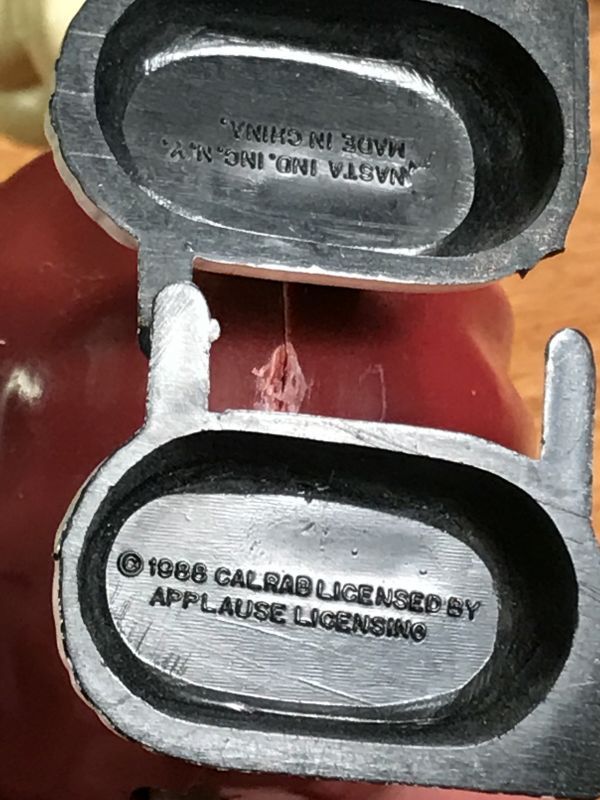 NASTA IND. INC. N.Y.
MADE IN CHINA.
© 1988 CALRAB LICENSED BY
APPLAUSE LICENSING